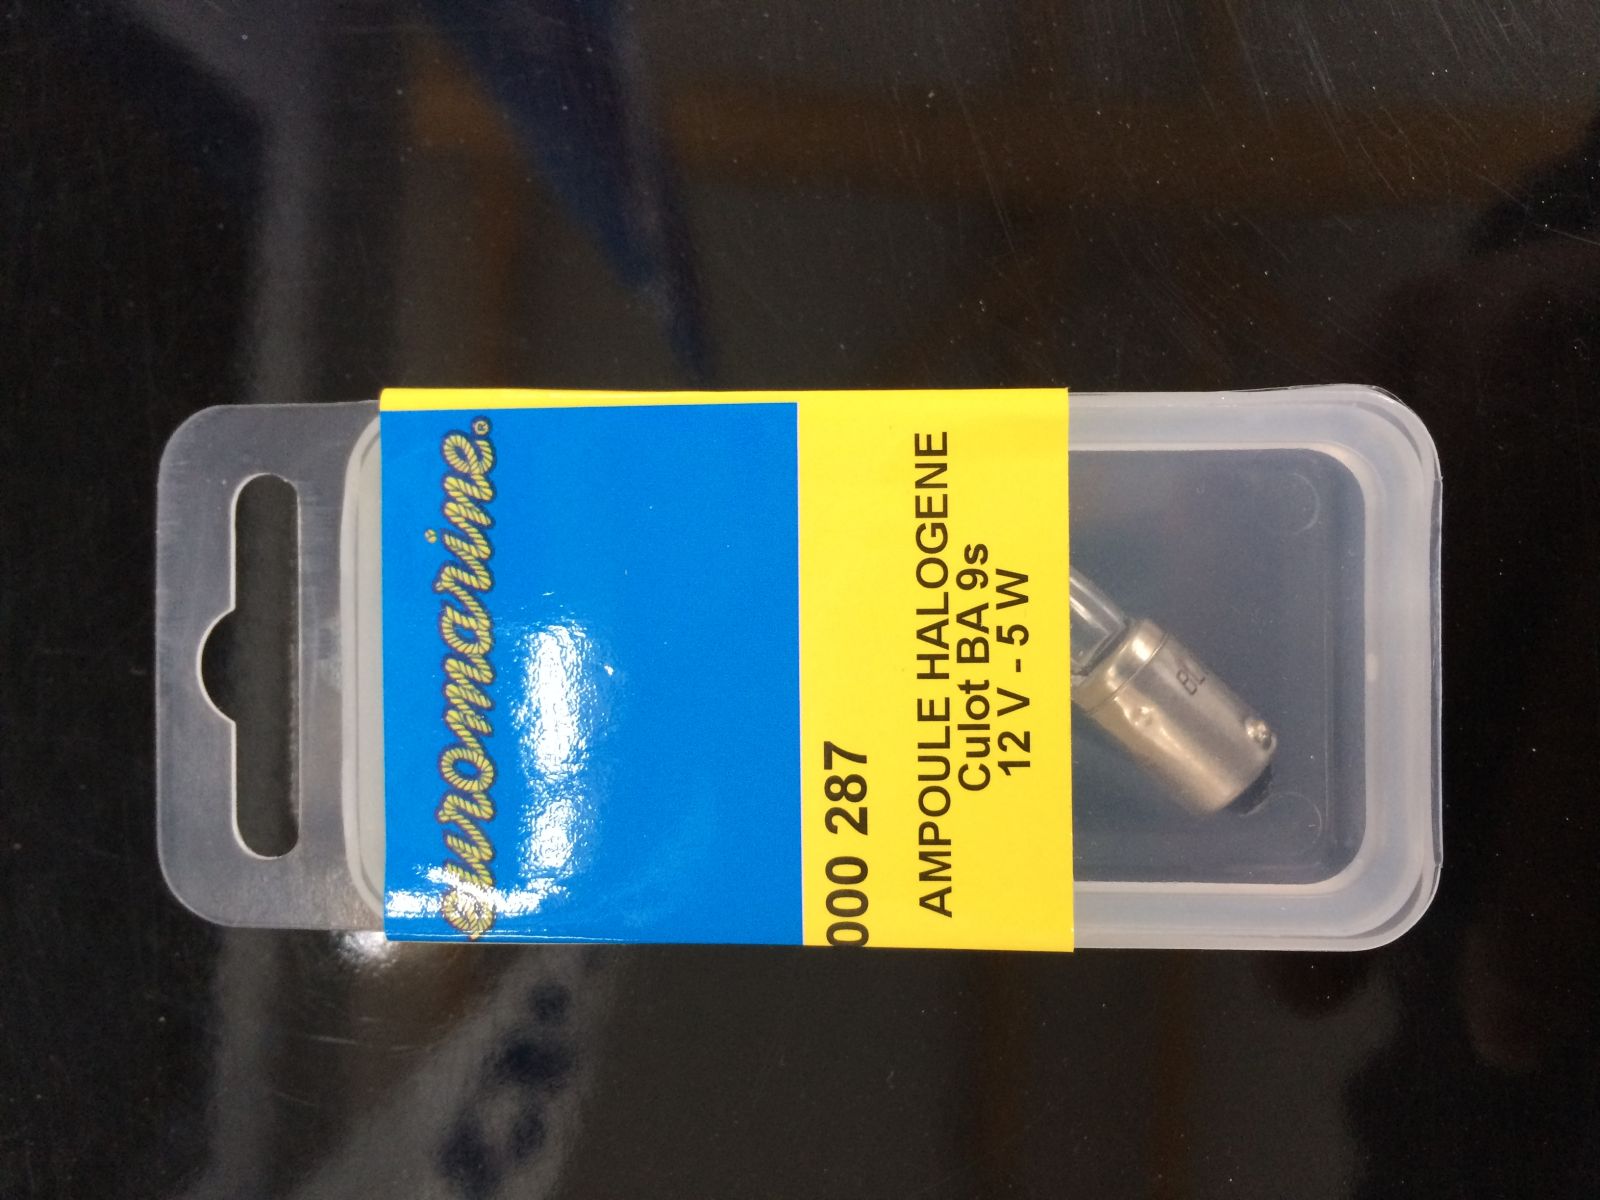 euromarine®
000 287
AMPOULE HALOGENE
Culot BA 9s
12 V - 5 W